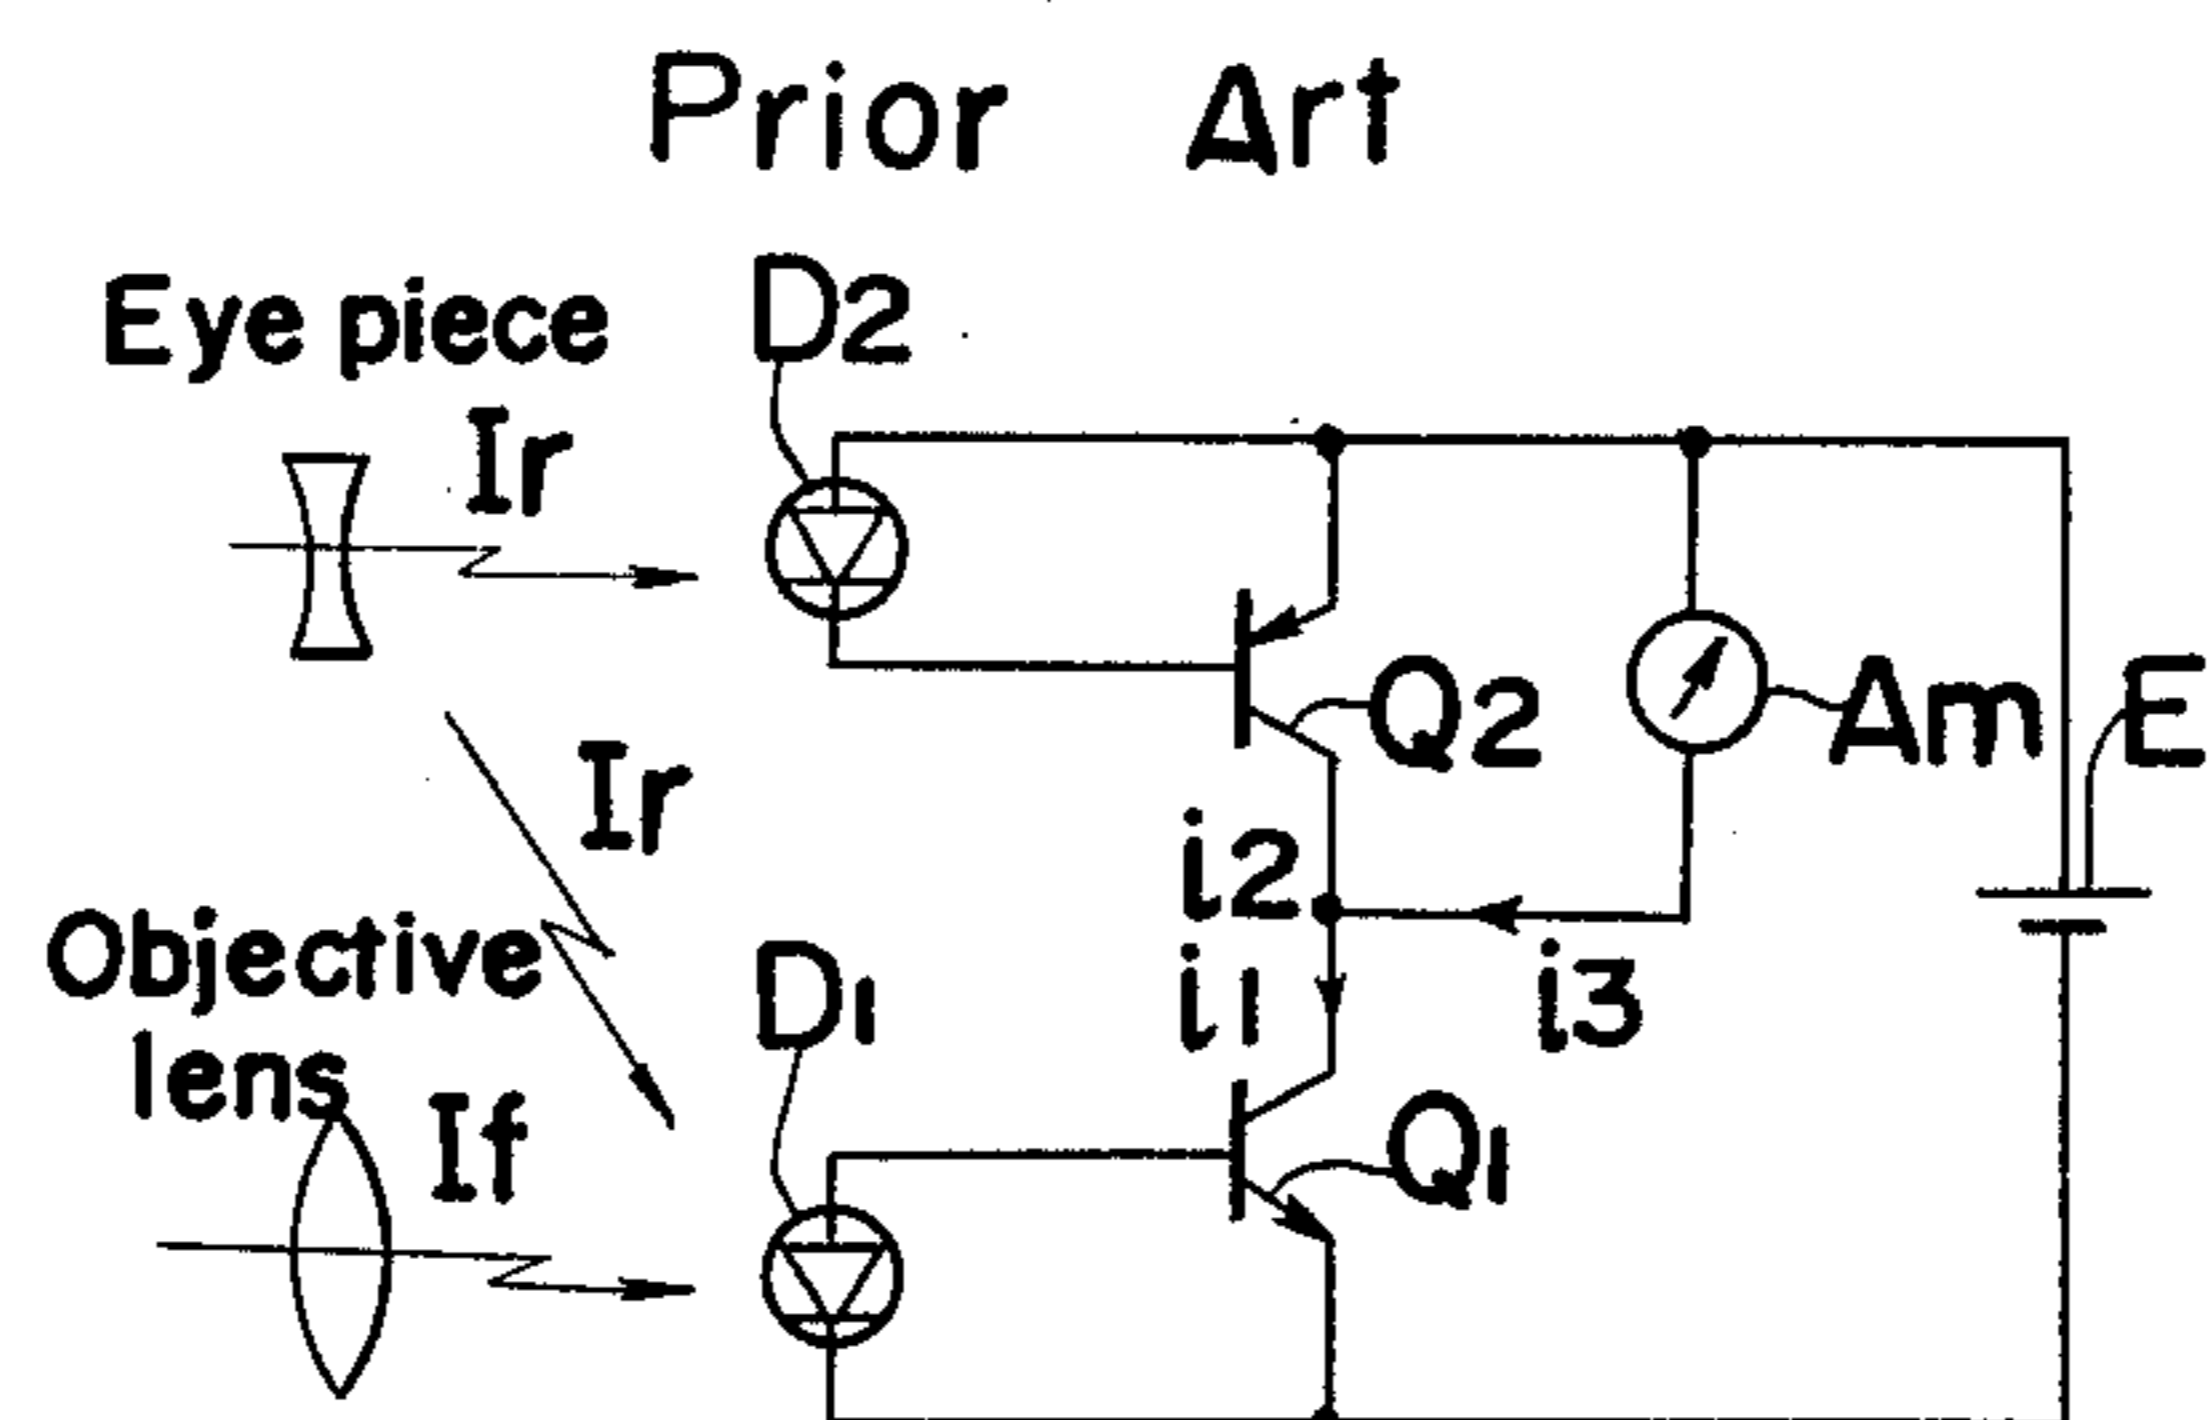 Prior Art
Eye piece
D2
Ir
Q2
Am
E
Ir
i2
Objective
lens
D1
i1
i3
If
Q1